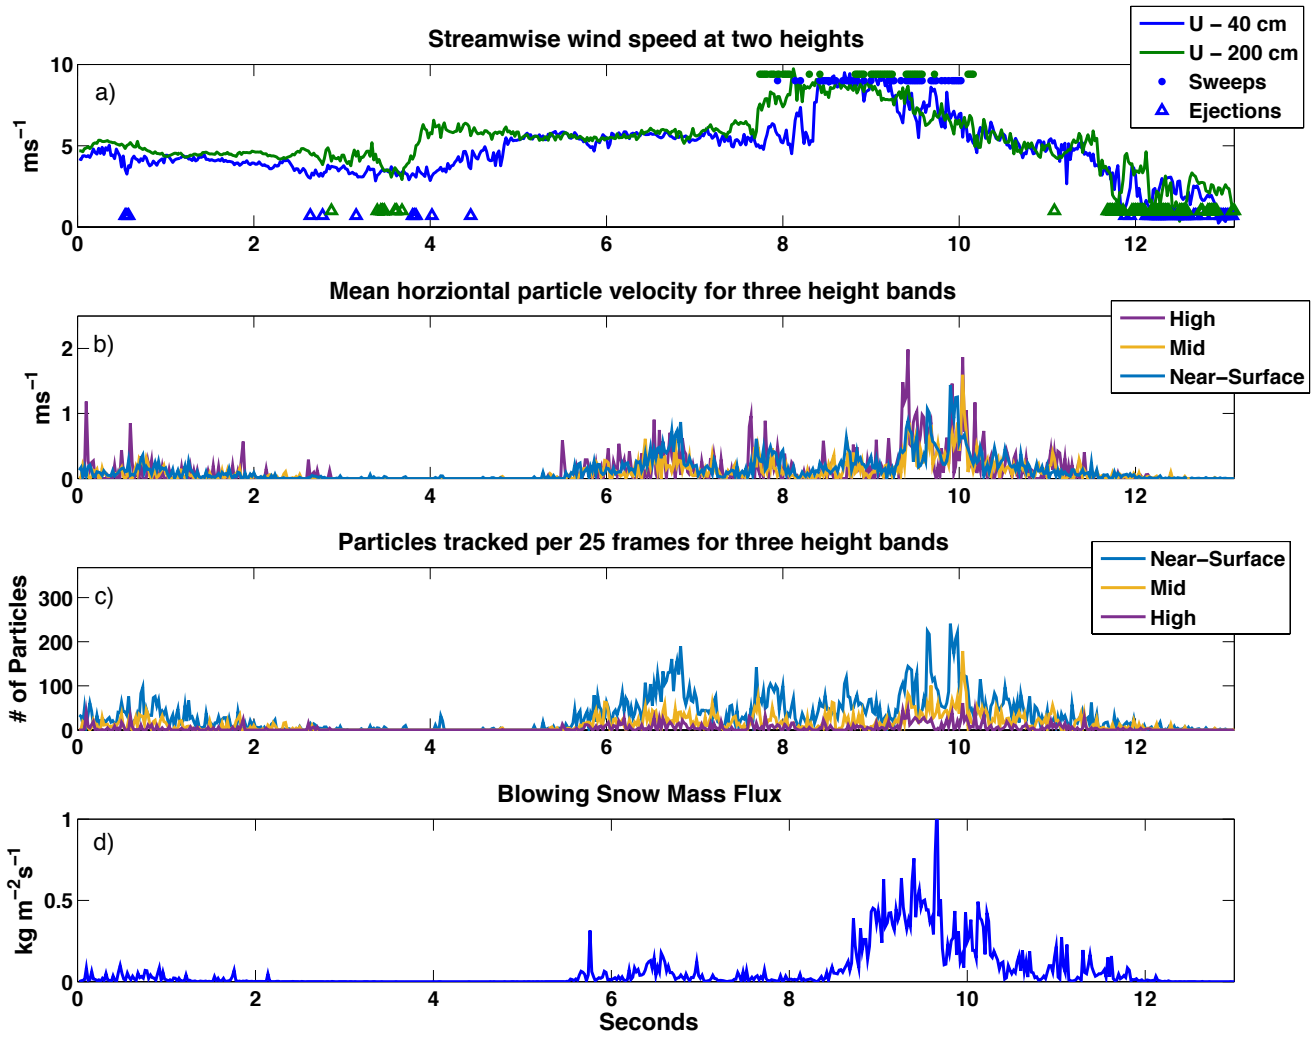 Streamwise wind speed at two heights
U − 40 cm
U − 200 cm
Sweeps
Ejections
a)
ms−1
10
5
0
0 2 4 6 8 10 12
Mean horziontal particle velocity for three height bands
High
Mid
Near−Surface
b)
ms−1
2
1
0
0 2 4 6 8 10 12
Particles tracked per 25 frames for three height bands
Near−Surface
Mid
High
c)
# of Particles
300
200
100
0
0 2 4 6 8 10 12
Blowing Snow Mass Flux
d)
kg m−2s−1
1
0.5
0
0 2 4 6 8 10 12
Seconds